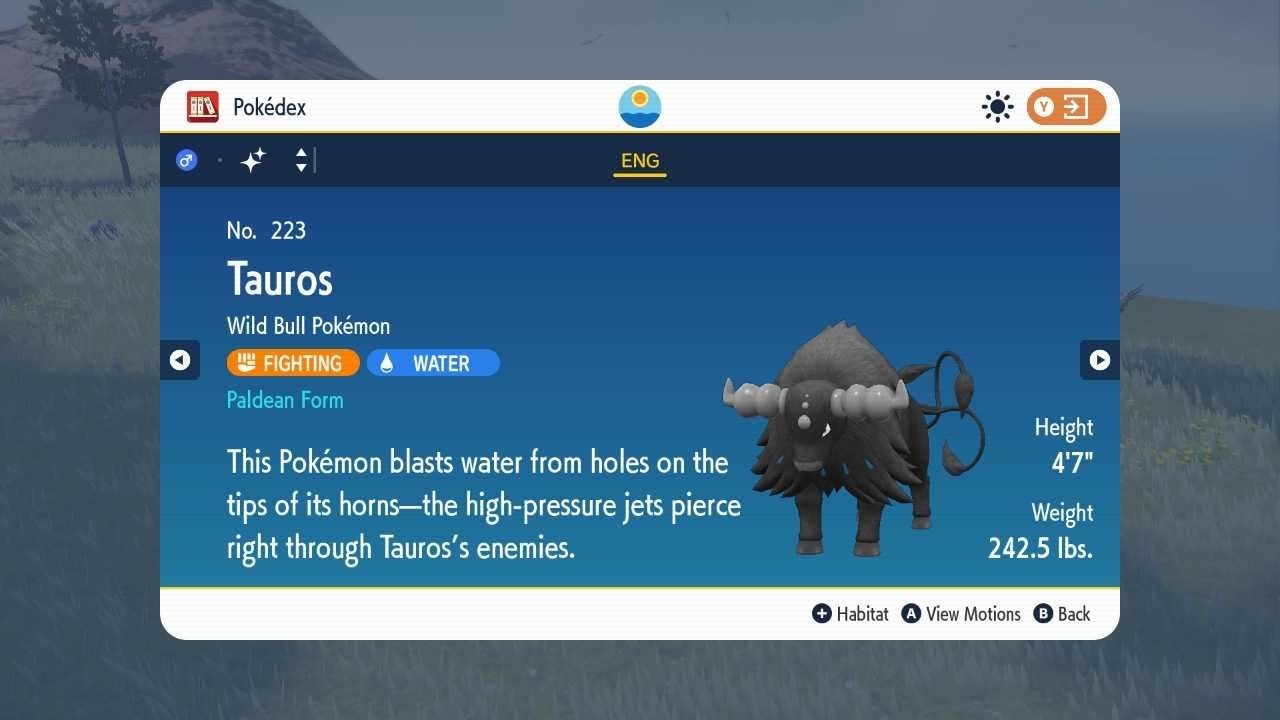 Pokédex
Y
ENG
No. 223
Tauros
Wild Bull Pokémon
FIGHTING WATER
Paldean Form
This Pokémon blasts water from holes on the
tips of its horns—the high-pressure jets pierce
right through Tauros's enemies.
Height
4'7"
Weight
242.5 lbs.
+ Habitat A View Motions B Back